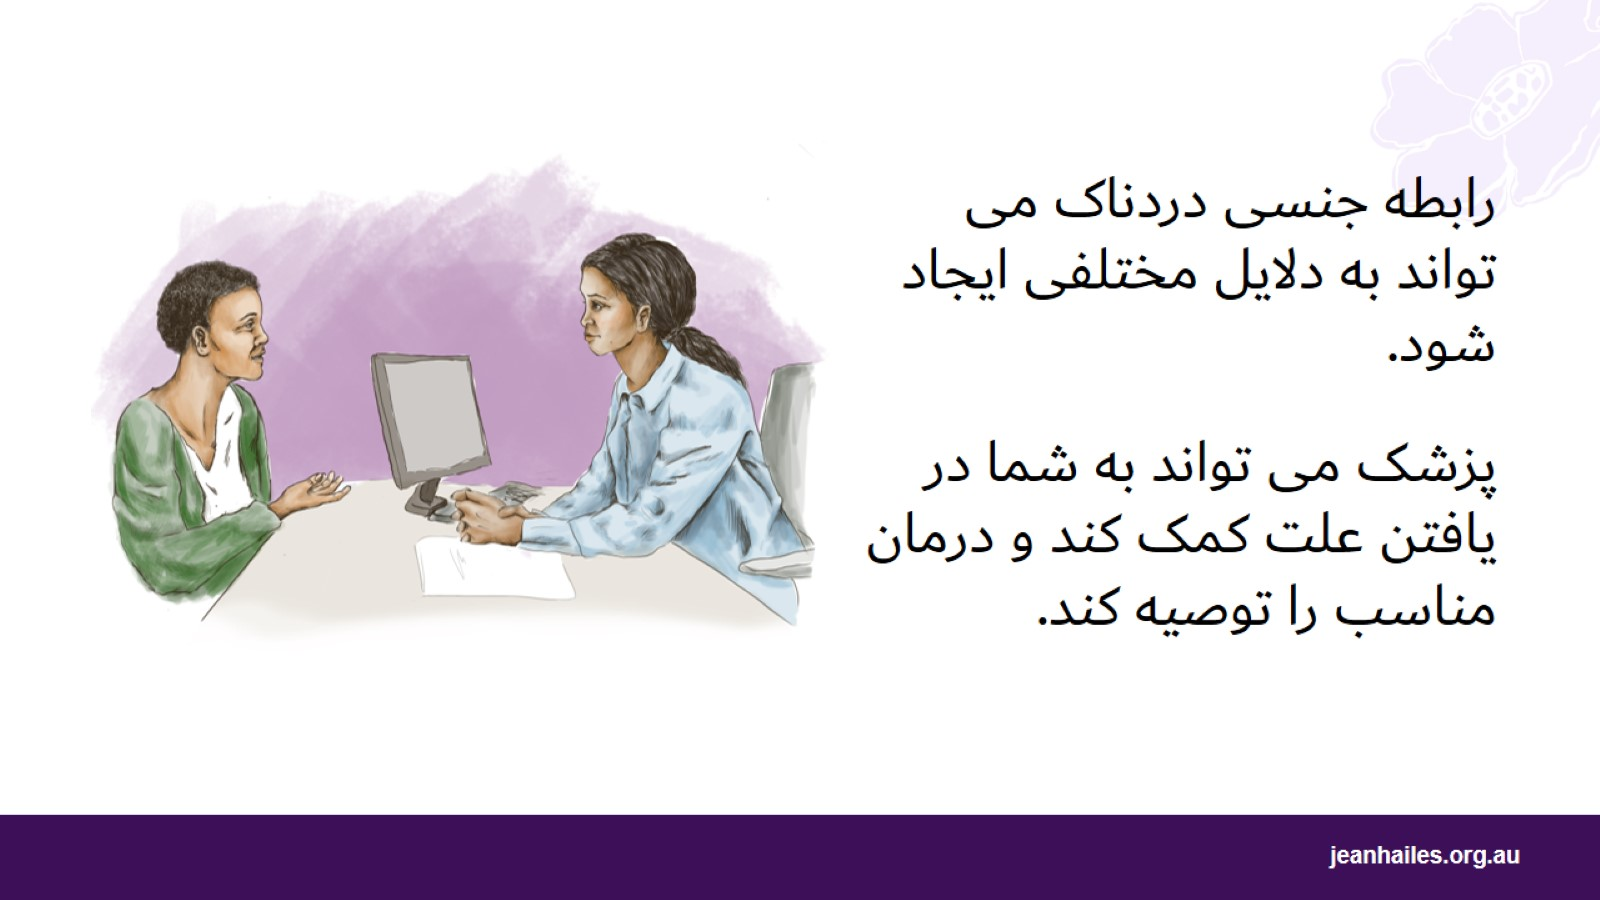 رابطه جنسی دردناک می
تواند به دلایل مختلفی ایجاد
شود.
پزشک می تواند به شما در
یافتن علت کمک کند و درمان
مناسب را توصیه کند.
jeanhailes.org.au